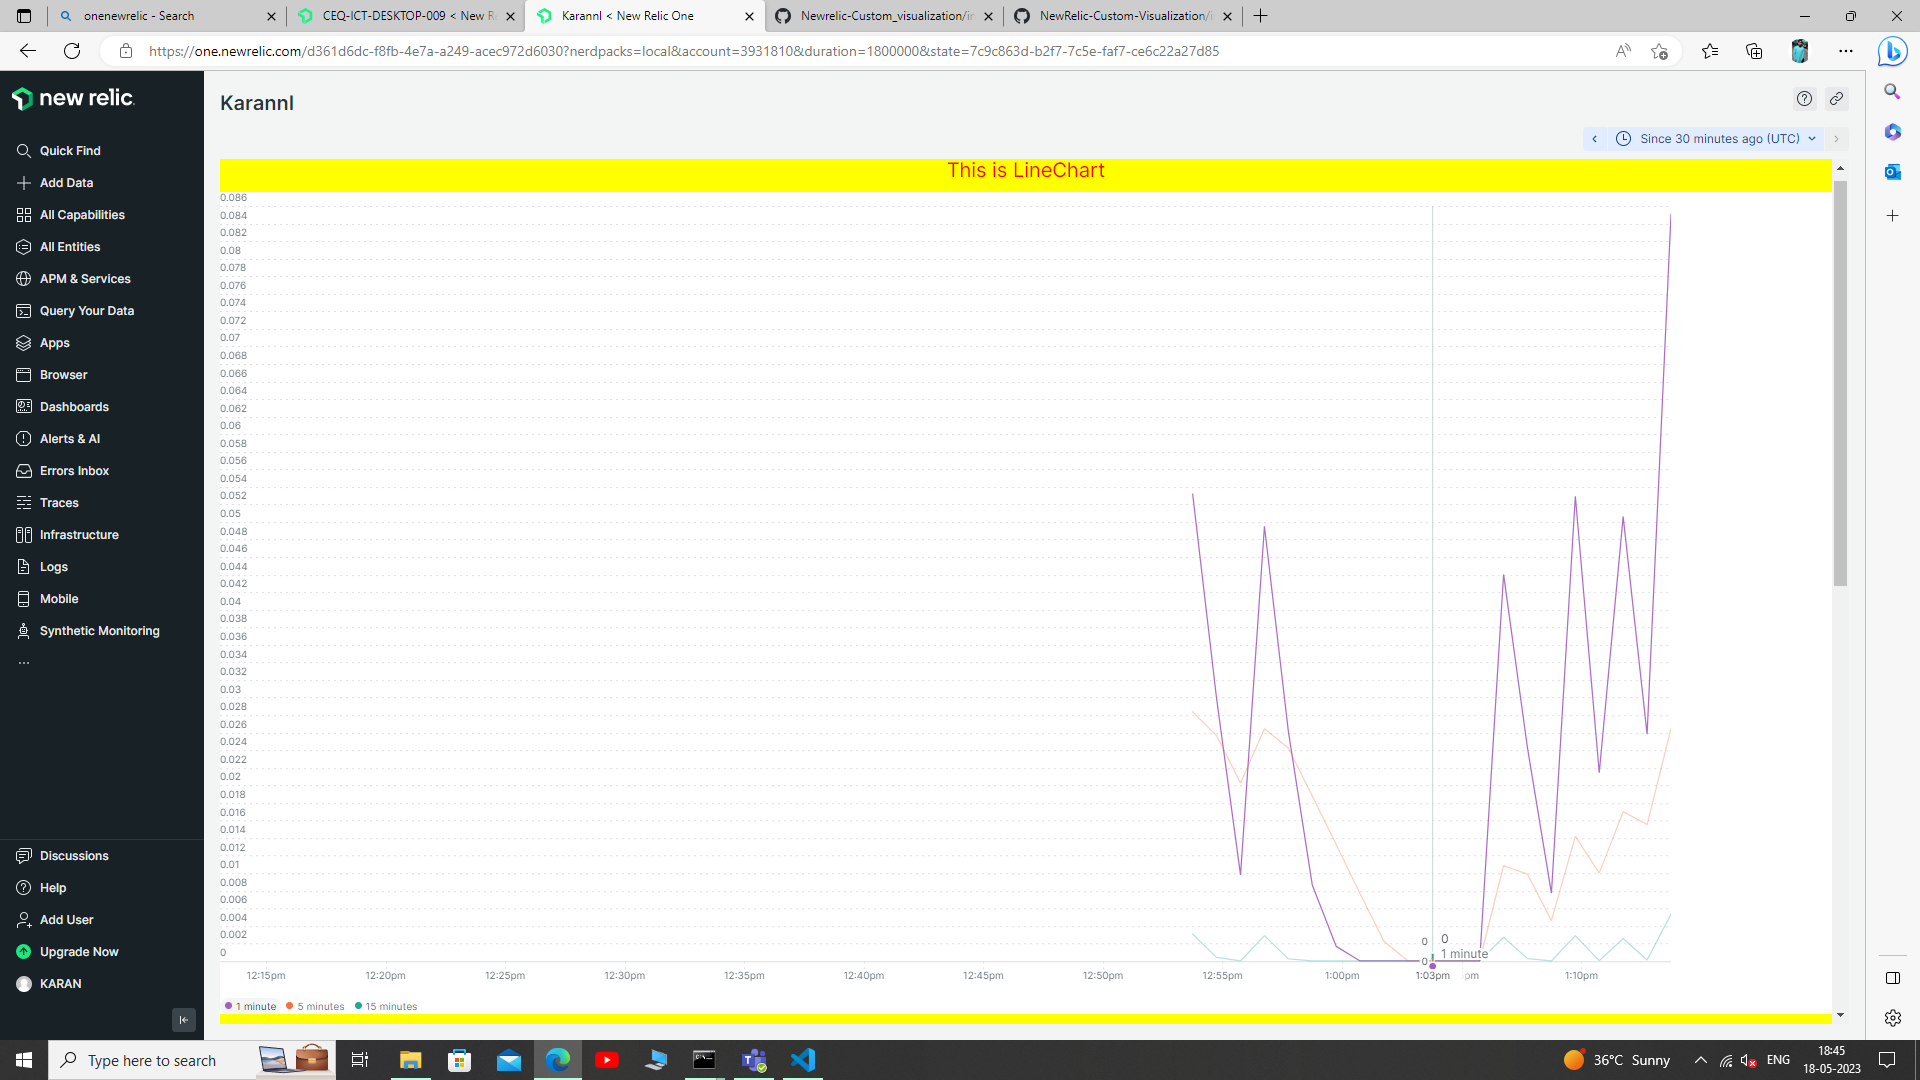 onenewrelic - Search
CEQ-ICT-DESKTOP-009 < New R
Karannl < New Relic One
Newrelic-Custom_visualization/in
NewRelic-Custom-Visualization/i
https://one.newrelic.com/d361d6dc-f8fb-4e7a-a249-acec972d6030?nerdpacks=local&account=3931810&duration=1800000&state=7c9c863d-b2f7-7c5e-faf7-ce6c22a27d85
new relic
Quick Find
Add Data
All Capabilities
All Entities
APM & Services
Query Your Data
Apps
Browser
Dashboards
Alerts & AI
Errors Inbox
Traces
Infrastructure
Logs
Mobile
Synthetic Monitoring
...
Discussions
Help
Add User
Upgrade Now
KARAN
Karannl
Since 30 minutes ago (UTC)
This is LineChart
0.086
0.084
0.082
0.08
0.078
0.076
0.074
0.072
0.07
0.068
0.066
0.064
0.062
0.06
0.058
0.056
0.054
0.052
0.05
0.048
0.046
0.044
0.042
0.04
0.038
0.036
0.034
0.032
0.03
0.028
0.026
0.024
0.022
0.02
0.018
0.016
0.014
0.012
0.01
0.008
0.006
0.004
0.002
0
0 0
1 minute
0
12:15pm 12:20pm 12:25pm 12:30pm 12:35pm 12:40pm 12:45pm 12:50pm 12:55pm 1:00pm 1:03pm pm 1:10pm
1 minute 5 minutes 15 minutes
Type here to search
36°C Sunny
ENG
18:45
18-05-2023